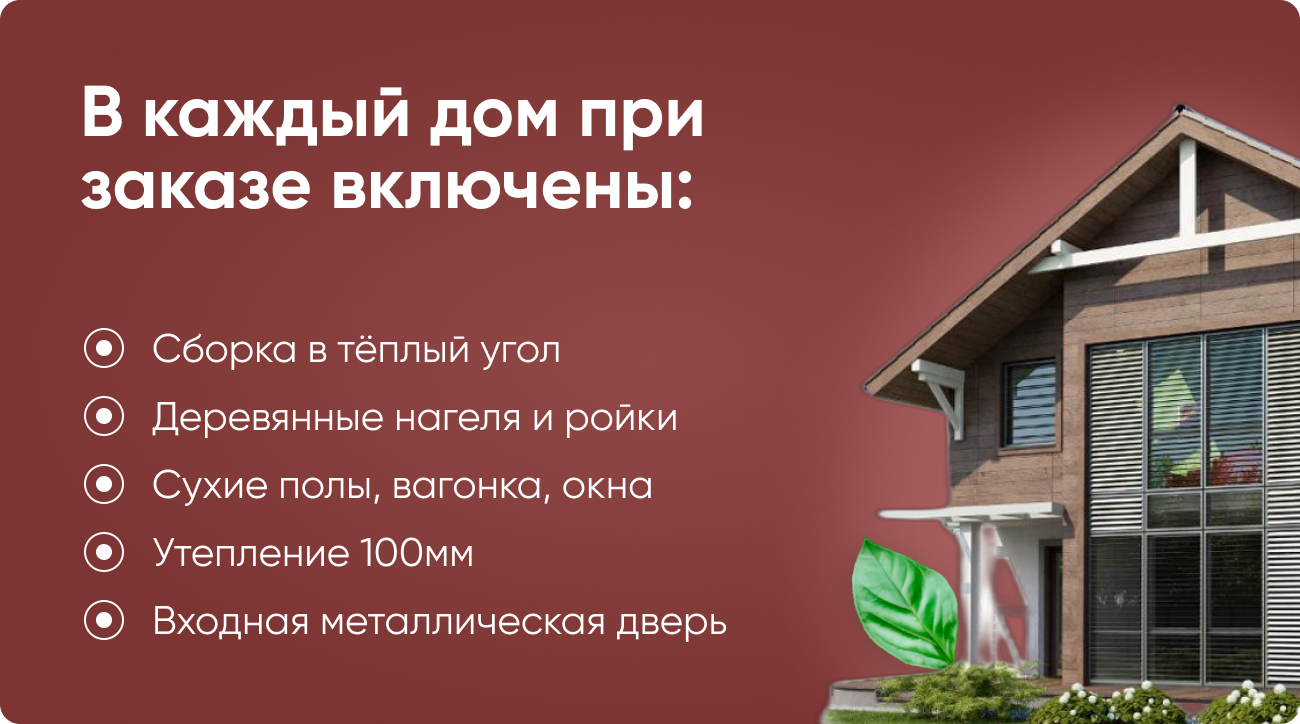 В каждый дом при
заказе включены:
Сборка в тёплый угол
Деревянные нагеля и ройки
Сухие полы, вагонка, окна
Утепление 100мм
Входная металлическая дверь